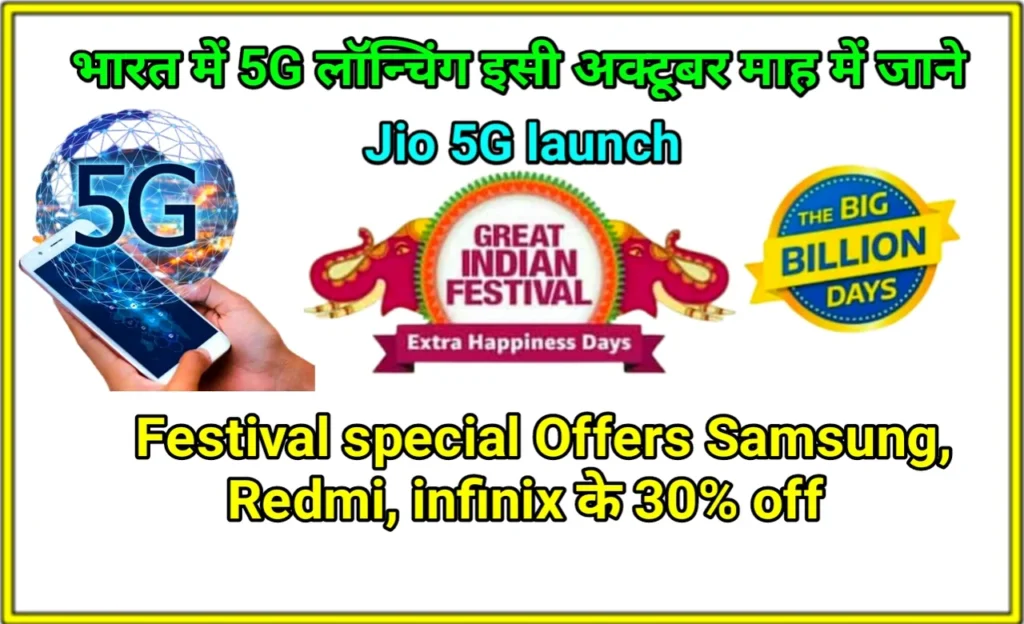 भारत में 5G लॉन्चिंग इसी अक्टूबर माह में जाने
Jio 5G launch
5G
GREAT
INDIAN
FESTIVAL
Extra Happiness Days
THE BIG
BILLION
DAYS
Festival special Offers Samsung,
Redmi, infinix के 30% off